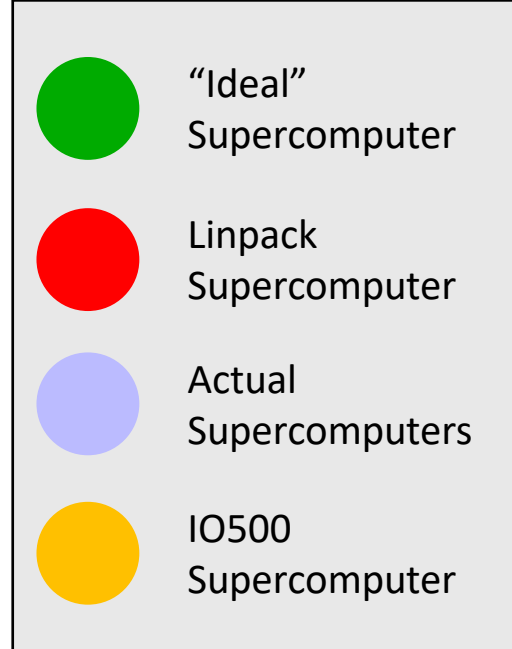 “Ideal”
Supercomputer
Linpack
Supercomputer
Actual
Supercomputers
IO500
Supercomputer